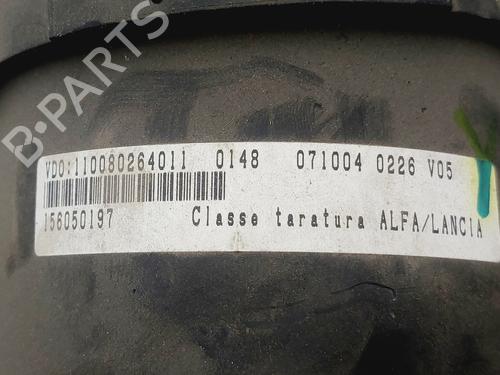 VDO:110080264011 0148 071004 0226 V05
156050197 Classe taratura ALFA/LANCIA
B-PARTS